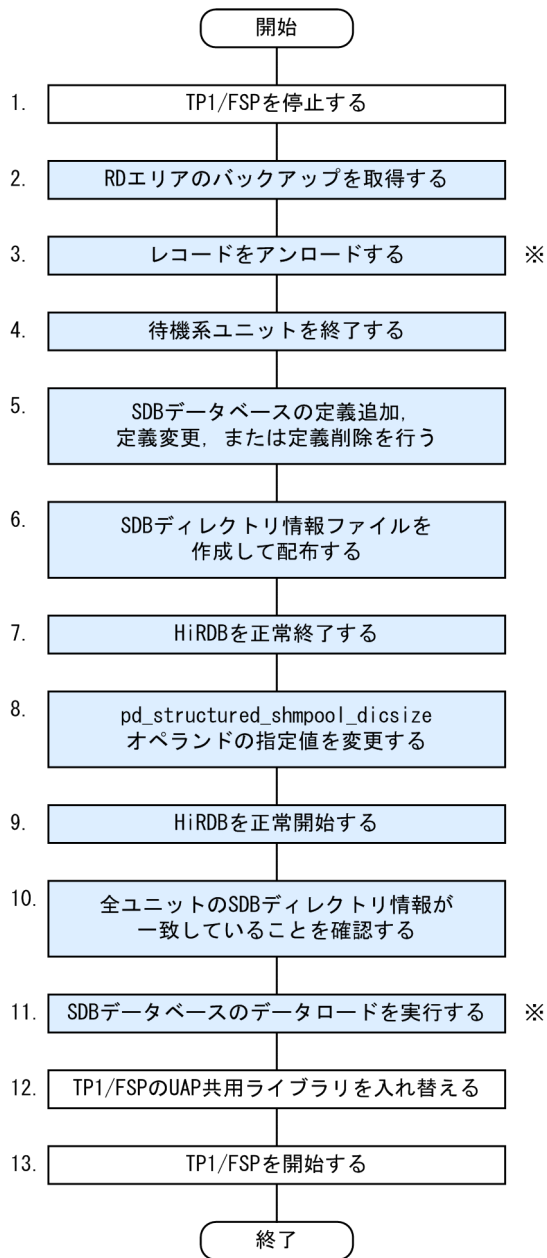 開始
1. TP1/FSPを停止する
2. RDエリアのバックアップを取得する
3. レコードをアンロードする ※
4. 待機系ユニットを終了する
5. SDBデータベースの定義追加，
定義変更，または定義削除を行う
6. SDBディレクトリ情報ファイルを
作成して配布する
7. HiRDBを正常終了する
8. pd_structured_shmpool_dicsize
オペランドの指定値を変更する
9. HiRDBを正常開始する
10. 全ユニットのSDBディレクトリ情報が
一致していることを確認する
11. SDBデータベースのデータロードを実行する ※
12. TP1/FSPのUAP共用ライブラリを入れ替える
13. TP1/FSPを開始する
終了